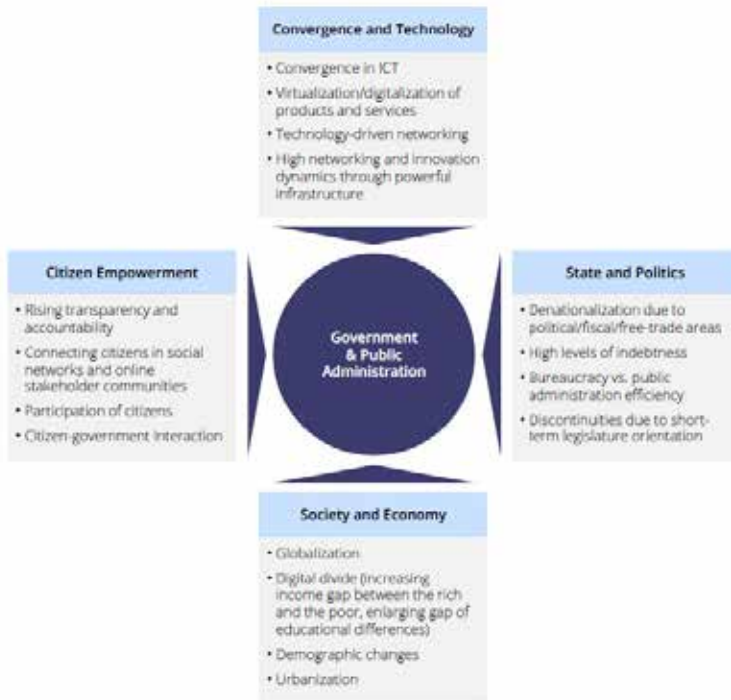 Convergence and Technology
• Convergence in ICT
• Virtualization/digitalization of
products and services
• Technology-driven networking
• High networking and innovation
dynamics through powerful
infrastructure
Citizen Empowerment
• Rising transparency and
accountability
• Connecting citizens in social
networks and online
stakeholder communities
• Participation of citizens
• Citizen-government interaction
Government
& Public
Administration
State and Politics
• Denationalization due to
political/fiscal/free-trade areas
• High levels of indebtness
• Bureaucracy vs. public
administration efficiency
• Discontinuities due to short-
term legislature orientation
Society and Economy
• Globalization
• Digital divide (increasing
income gap between the rich
and the poor, enlarging gap of
educational differences)
• Demographic changes
• Urbanization